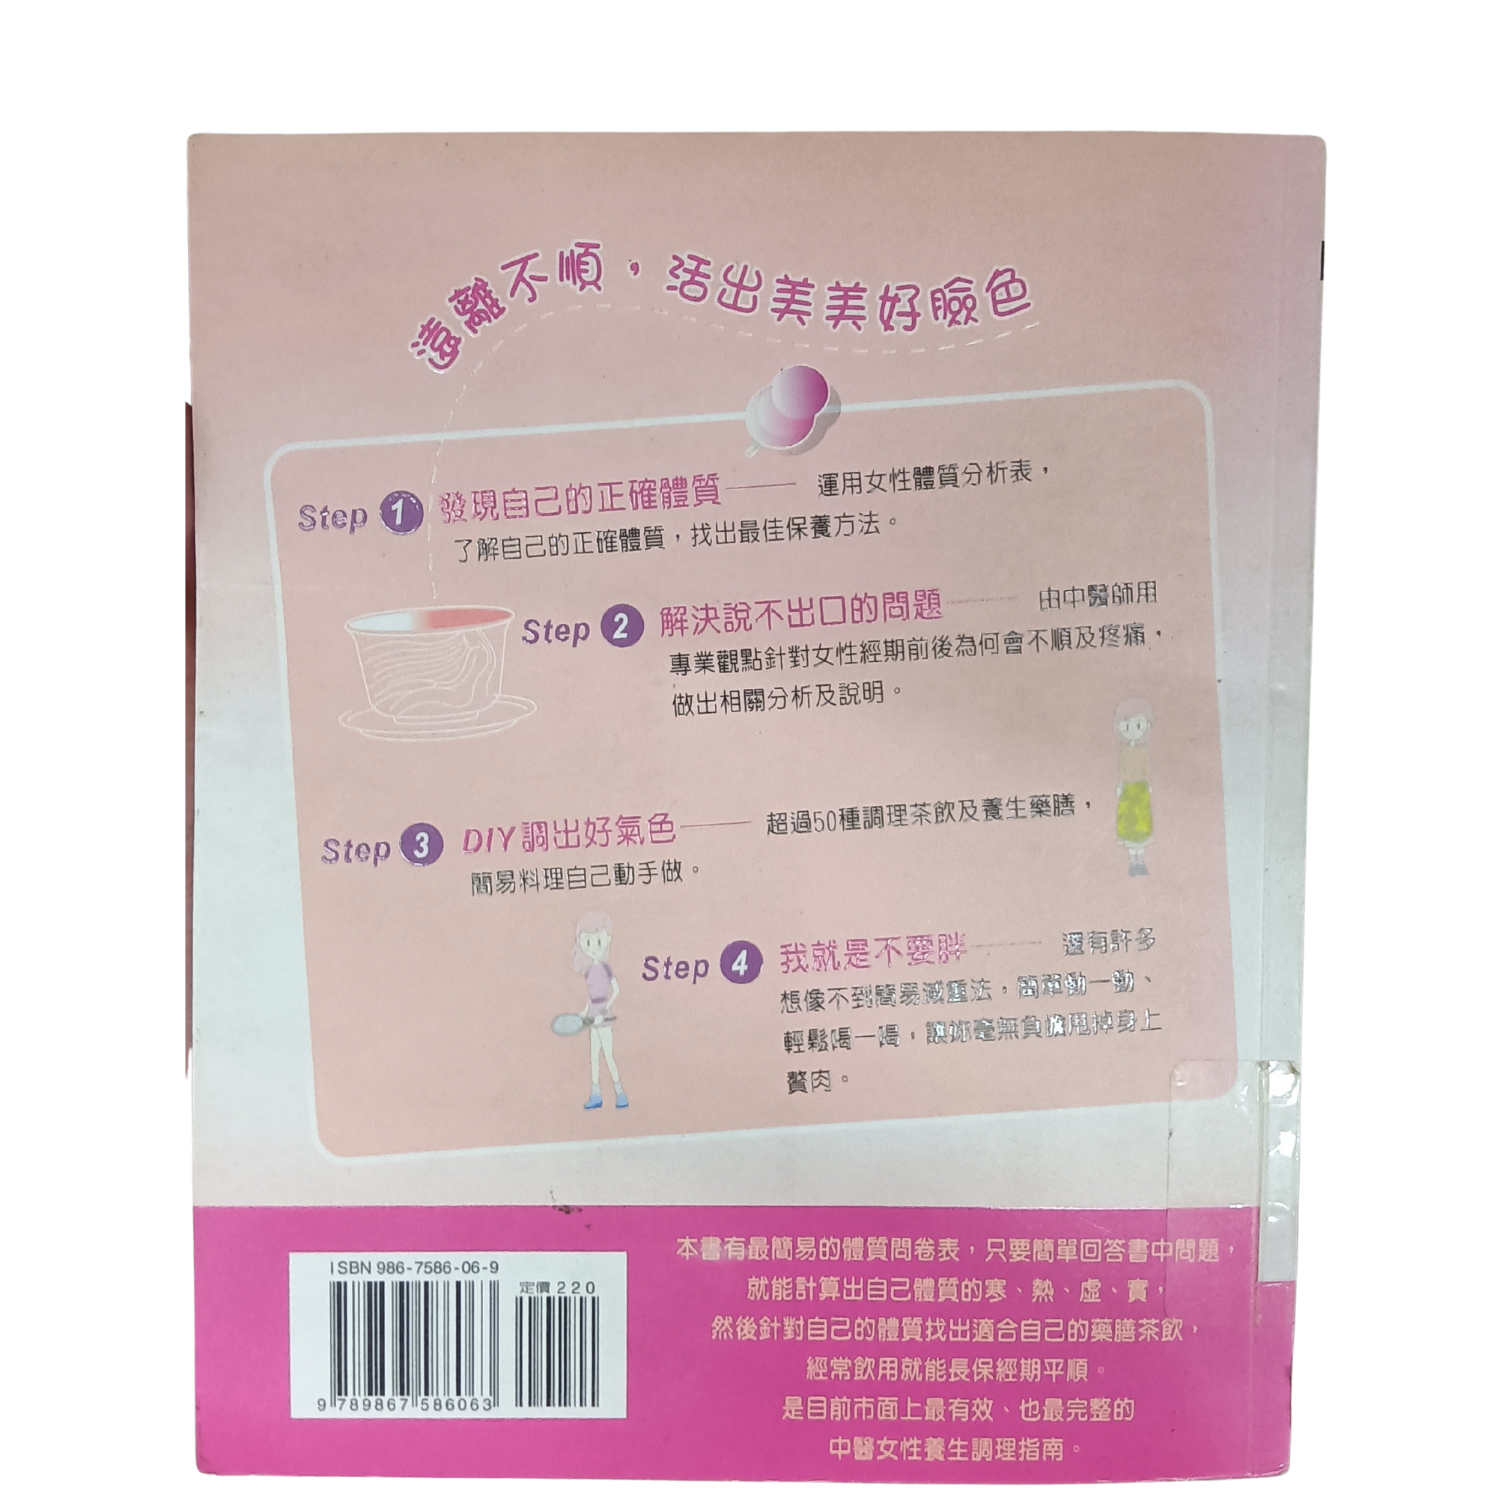 遠離不順，活出美美好臉色
Step 1 發現自己的正確體質——運用女性體質分析表，
了解自己的正確體質，找出最佳保養方法。
Step 2 解決說不出口的問題——由中醫師用
專業觀點針對女性經期前後為何會不順及疼痛，
做出相關分析及說明。
Step 3 DIY調出好氣色——超過50種調理茶飲及養生藥膳，
簡易料理自己動手做。
Step 4 我就是不要胖——還有許多
想像不到簡易減重法，簡單動一動、
輕鬆喝一喝，讓妳毫無負擔甩掉身上
贅肉。
本書有最簡易的體質問卷表，只要簡單回答書中問題，
就能計算出自己體質的寒、熱、虛、實，
然後針對自己的體質找出適合自己的藥膳茶飲，
經常飲用就能長保經期平順。
是目前市面上最有效、也最完整的
中醫女性養生調理指南。
ISBN 986-7586-06-9
定價 220
9 789867 586063